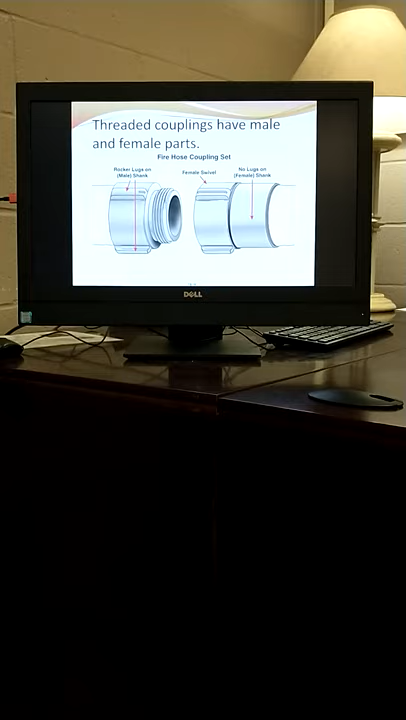 Threaded couplings have male
and female parts.
Fire Hose Coupling Set
Rocker Lugs on
(Male) Shank
Female Swivel
No Lugs on
(Female) Shank
DELL